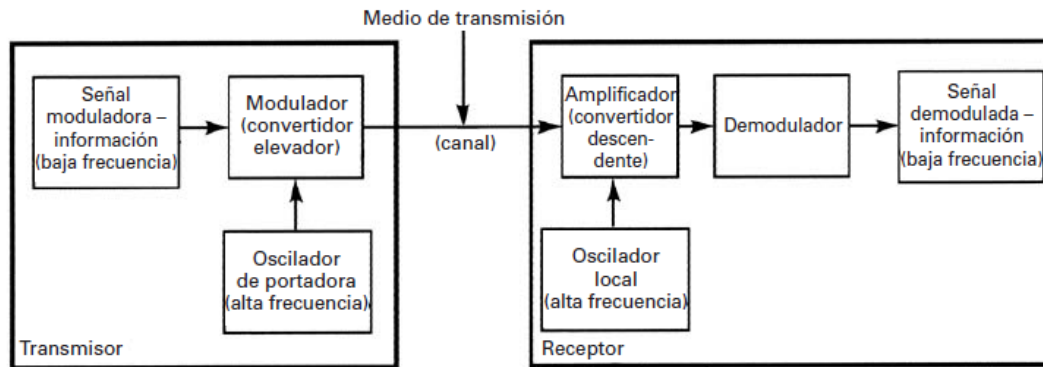 Medio de transmisión
Señal
moduladora –
información
(baja frecuencia)
Modulador
(convertidor
elevador)
(canal)
Amplificador
(convertidor
descen-
dente)
Demodulador
Señal
demodulada –
información
(baja frecuencia)
Oscilador
de portadora
(alta frecuencia)
Oscilador
local
(alta frecuencia)
Transmisor
Receptor